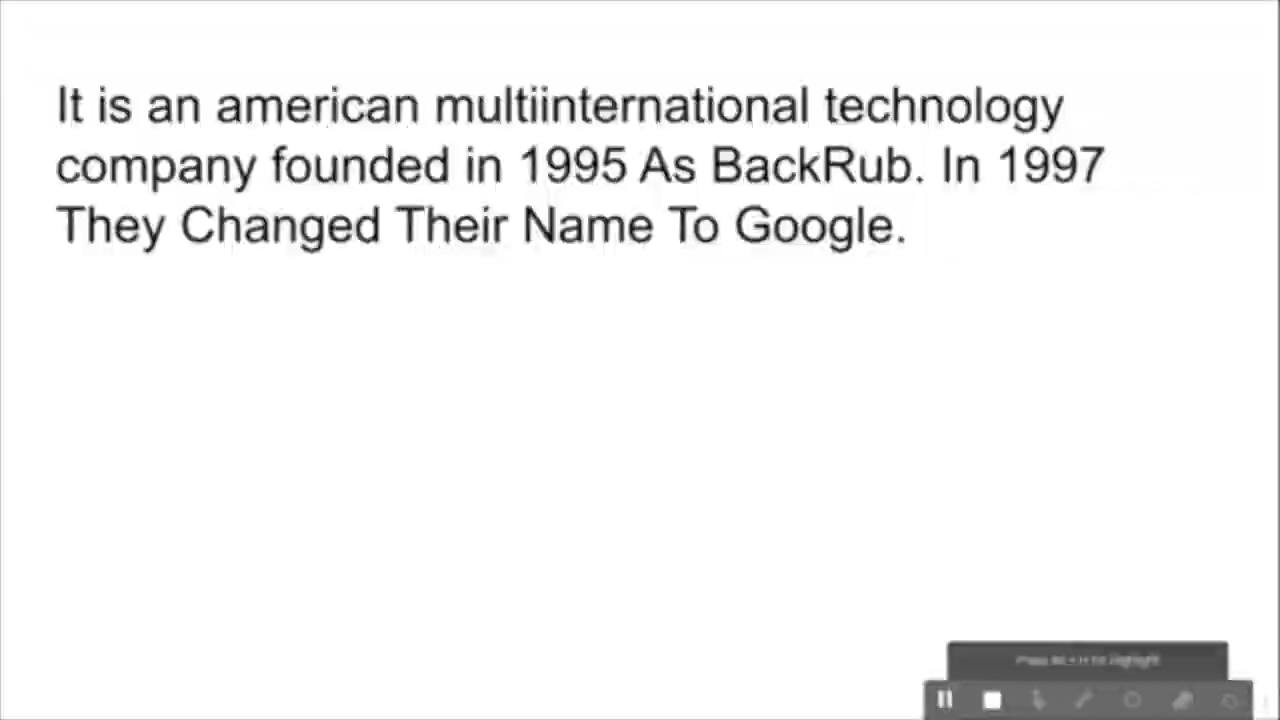 It is an american multiinternational technology
company founded in 1995 As BackRub. In 1997
They Changed Their Name To Google.